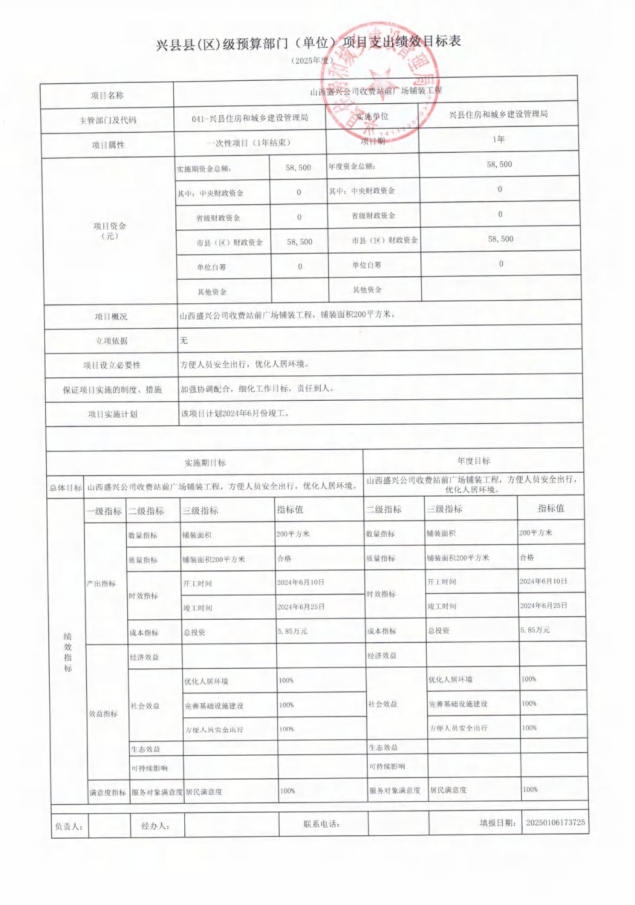 兴县县(区)级预算部门（单位）项目支出绩效目标表
（2025年度）
项目名称 山西盛兴公司收费站前广场铺装工程
主管部门及代码 041-兴县住房和城乡建设管理局 实施单位 兴县住房和城乡建设管理局
项目属性 一次性项目（1年结束） 项目期 1年
项目资金
（元）
实施期资金总额： 58,500 年度资金总额： 58,500
其中：中央财政资金 0 其中：中央财政资金 0
省级财政资金 0 省级财政资金 0
市县（区）财政资金 58,500 市县（区）财政资金 58,500
单位自筹 0 单位自筹 0
其他资金 其他资金
项目概况 山西盛兴公司收费站前广场铺装工程，铺装面积200平方米。
立项依据 无
项目设立必要性 方便人员安全出行，优化人居环境。
保证项目实施的制度、措施 加强协调配合，细化工作目标，责任到人。
项目实施计划 该项目计划2024年6月份竣工。
实施期目标 年度目标
总体目标 山西盛兴公司收费站前广场铺装工程，方便人员安全出行，优化人居环境。 山西盛兴公司收费站前广场铺装工程，方便人员安全出行，
优化人居环境。
绩效指标
一级指标 二级指标 三级指标 指标值 二级指标 三级指标 指标值
产出指标
数量指标 铺装面积 200平方米 数量指标 铺装面积 200平方米
质量指标 铺装面积200平方米 合格 质量指标 铺装面积200平方米 合格
时效指标 开工时间 2024年6月10日 时效指标 开工时间 2024年6月10日
竣工时间 2024年6月25日 竣工时间 2024年6月25日
成本指标 总投资 5.85万元 成本指标 总投资 5.85万元
效益指标
经济效益 经济效益
社会效益 优化人居环境 100% 社会效益 优化人居环境 100%
完善基础设施建设 100% 完善基础设施建设 100%
方便人员安全出行 100% 方便人员安全出行 100%
生态效益 生态效益
可持续影响 可持续影响
满意度指标 服务对象满意度 居民满意度 100% 服务对象满意度 居民满意度 100%
负责人： 经办人： 联系电话： 填报日期： 20250106173725